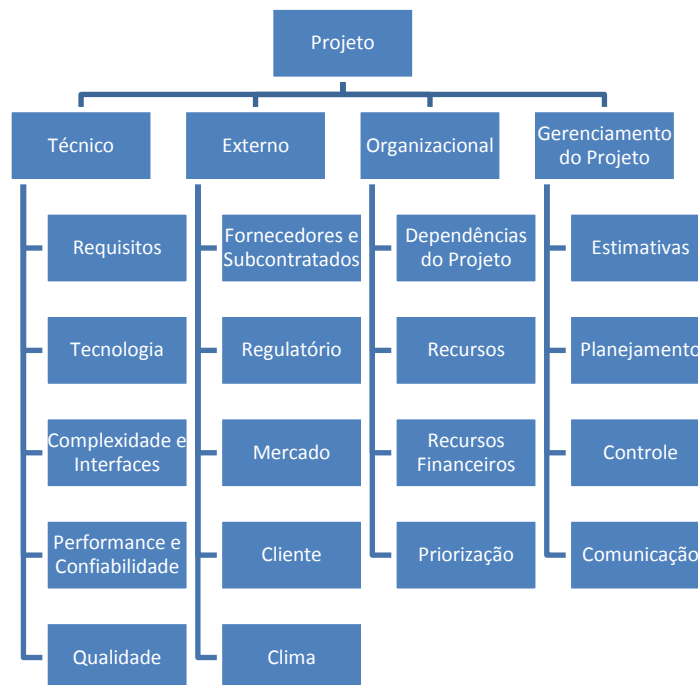 Projeto
Técnico
Externo
Organizacional
Gerenciamento
do Projeto
Requisitos
Fornecedores e
Subcontratados
Dependências
do Projeto
Estimativas
Tecnologia
Regulatório
Recursos
Planejamento
Complexidade e
Interfaces
Mercado
Recursos
Financeiros
Controle
Performance e
Confiabilidade
Cliente
Priorização
Comunicação
Qualidade
Clima